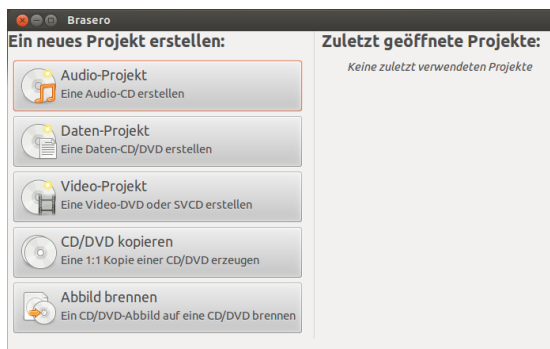 Brasero
Ein neues Projekt erstellen:
Audio-Projekt
Eine Audio-CD erstellen
Daten-Projekt
Eine Daten-CD/DVD erstellen
Video-Projekt
Eine Video-DVD oder SVCD erstellen
CD/DVD kopieren
Eine 1:1 Kopie einer CD/DVD erzeugen
Abbild brennen
Ein CD/DVD-Abbild auf eine CD/DVD brennen
Zuletzt geöffnete Projekte:
Keine zuletzt verwendeten Projekte